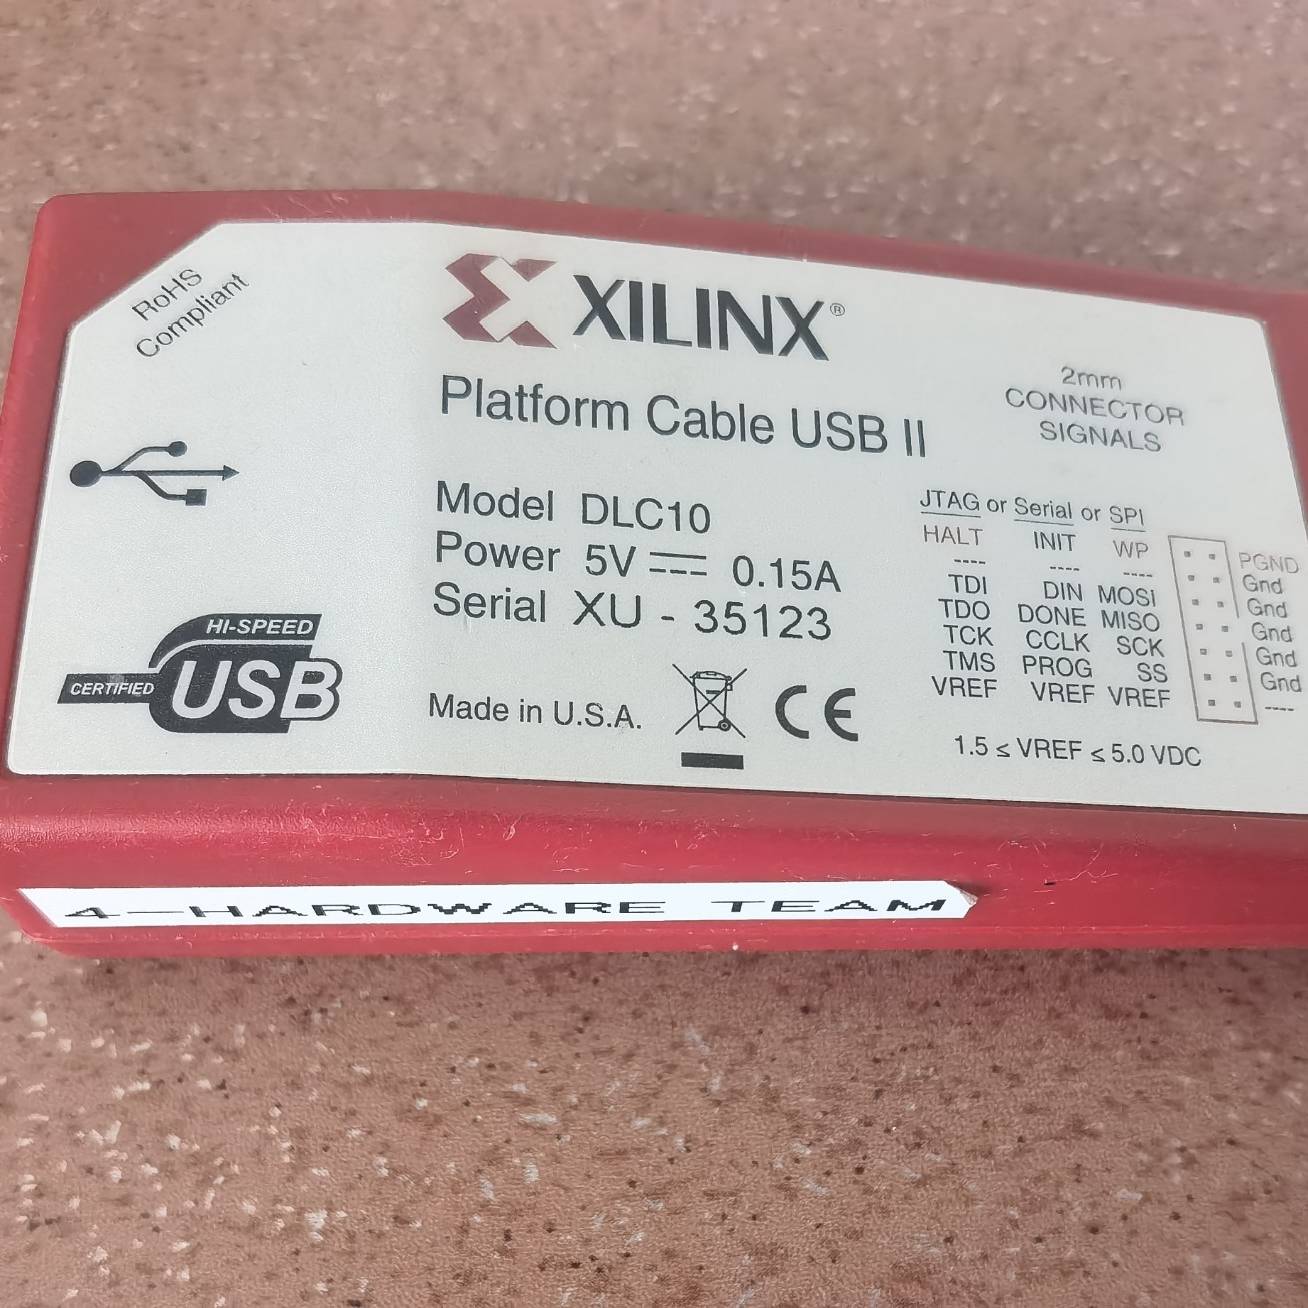 RoHS
Compliant
XILINX®
Platform Cable USB II
Model DLC10
Power 5V 0.15A
Serial XU - 35123
Made in U.S.A.
CE
HI-SPEED
CERTIFIED USB
2mm
CONNECTOR
SIGNALS
JTAG or Serial or SPI
HALT INIT WP PGND
---- ---- ---- Gnd
TDI DIN MOSI Gnd
TDO DONE MISO Gnd
TCK CCLK SCK Gnd
TMS PROG SS Gnd
VREF VREF VREF ----
1.5 ≤ VREF ≤ 5.0 VDC
4-HARDWARE TEAM